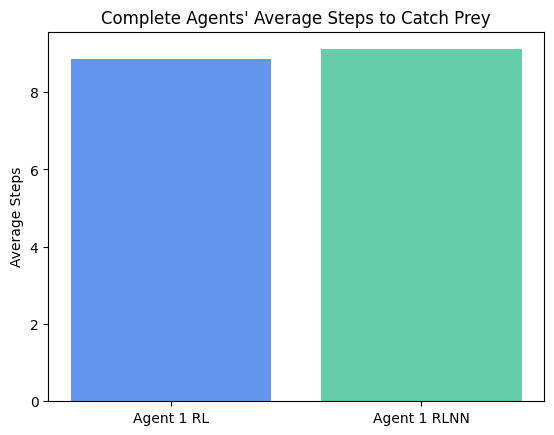 Complete Agents' Average Steps to Catch Prey
Average Steps
8
6
4
2
0
Agent 1 RL
Agent 1 RLNN